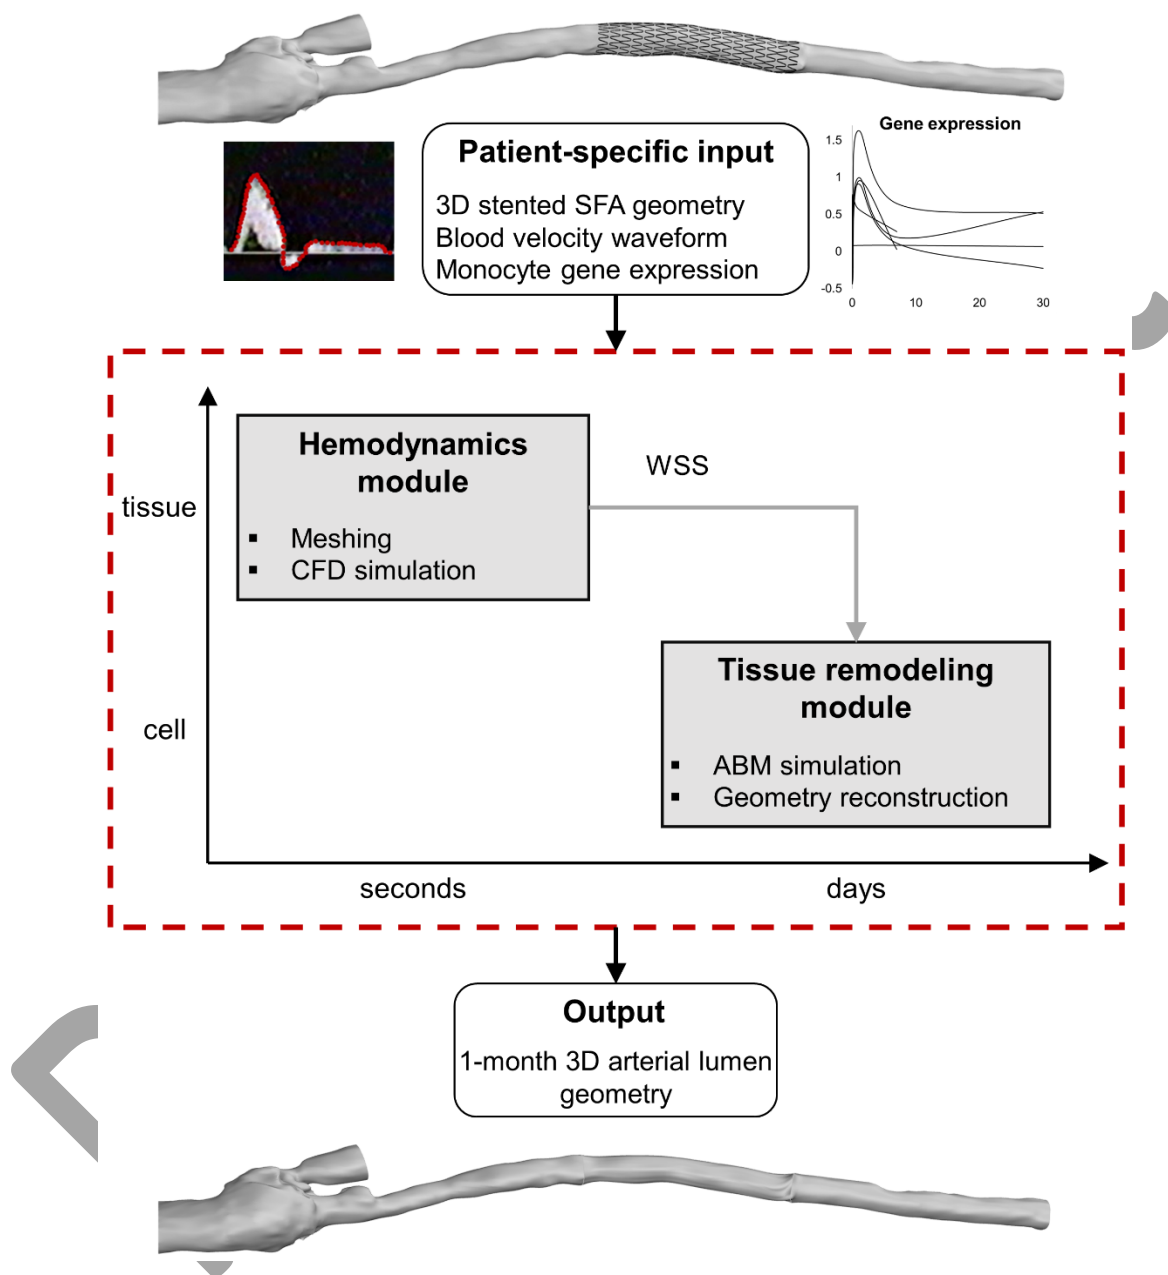 Gene expression
1.5
1
0.5
0
-0.5
0
10
20
30
Patient-specific input
3D stented SFA geometry
Blood velocity waveform
Monocyte gene expression
Hemodynamics
module
▪ Meshing
▪ CFD simulation
WSS
tissue
cell
Tissue remodeling
module
▪ ABM simulation
▪ Geometry reconstruction
seconds
days
Output
1-month 3D arterial lumen
geometry